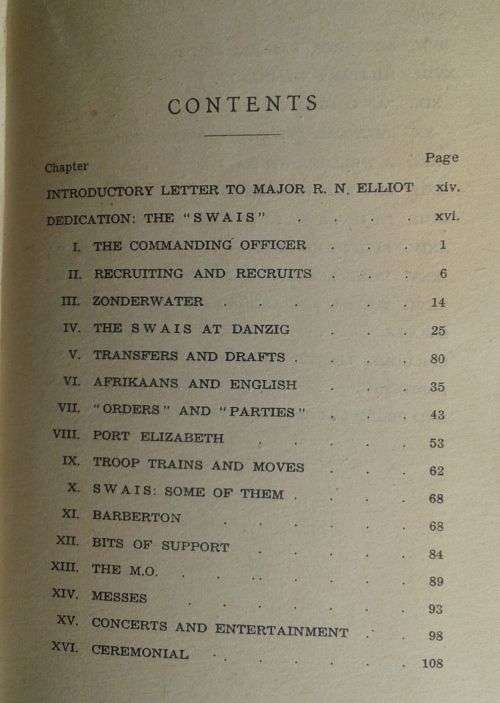 CONTENTS
Chapter Page
INTRODUCTORY LETTER TO MAJOR R. N. ELLIOT xiv.
DEDICATION: THE "SWAIS" . . . . xvi.
I. THE COMMANDING OFFICER . . . 1
II. RECRUITING AND RECRUITS . . . 6
III. ZONDERWATER . . . . . . 14
IV. THE SWAIS AT DANZIG . . . 25
V. TRANSFERS AND DRAFTS . . . . 80
VI. AFRIKAANS AND ENGLISH . . . 35
VII. "ORDERS" AND "PARTIES" . . . 43
VIII. PORT ELIZABETH . . . . . 53
IX. TROOP TRAINS AND MOVES . . . 62
X. SWAIS: SOME OF THEM . . . . 68
XI. BARBERTON . . . . . 68
XII. BITS OF SUPPORT . . . . 84
XIII. THE M.O. . . . . . . 89
XIV. MESSES . . . . . . 93
XV. CONCERTS AND ENTERTAINMENT . . 98
XVI. CEREMONIAL . . . . . . 108